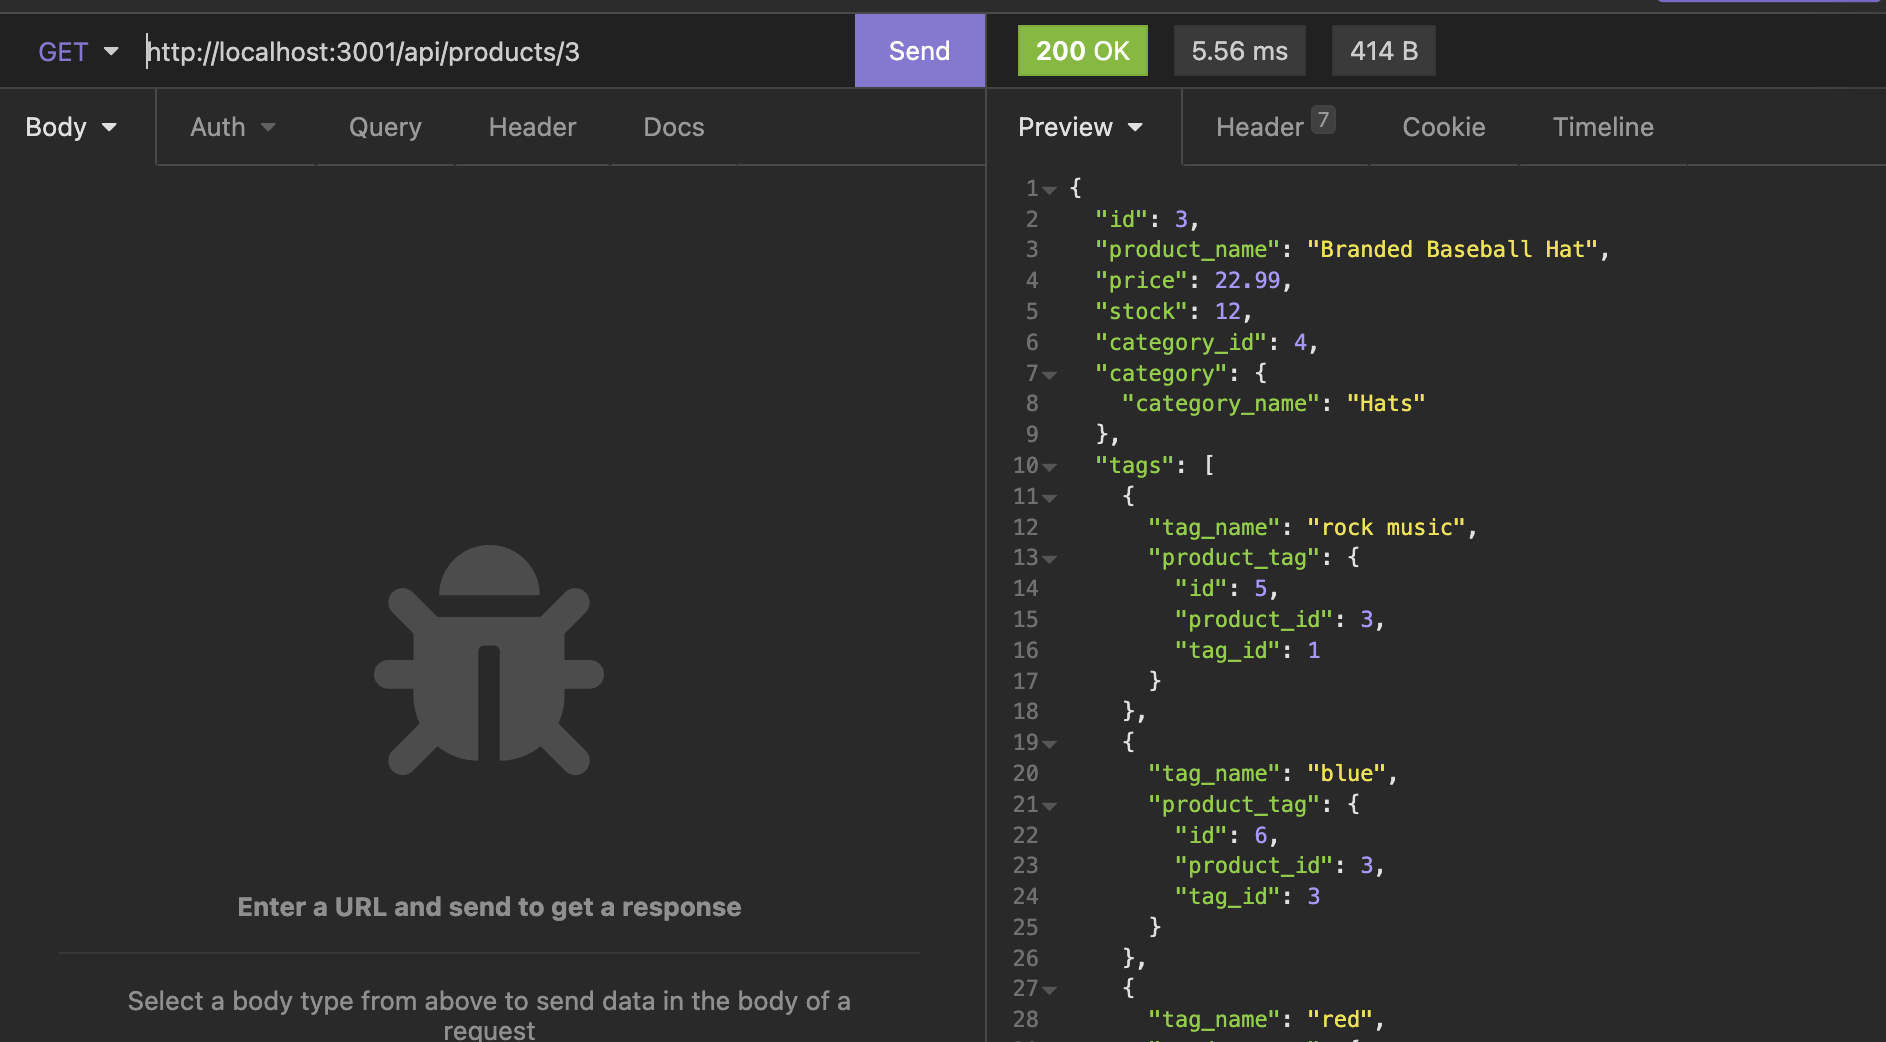 GET http://localhost:3001/api/products/3 Send 200 OK 5.56 ms 414 B
Body Auth Query Header Docs
Preview Header 7 Cookie Timeline
Enter a URL and send to get a response
Select a body type from above to send data in the body of a
request
1 {
2 "id": 3,
3 "product_name": "Branded Baseball Hat",
4 "price": 22.99,
5 "stock": 12,
6 "category_id": 4,
7 "category": {
8 "category_name": "Hats"
9 },
10 "tags": [
11 {
12 "tag_name": "rock music",
13 "product_tag": {
14 "id": 5,
15 "product_id": 3,
16 "tag_id": 1
17 }
18 },
19 {
20 "tag_name": "blue",
21 "product_tag": {
22 "id": 6,
23 "product_id": 3,
24 "tag_id": 3
25 }
26 },
27 {
28 "tag_name": "red",